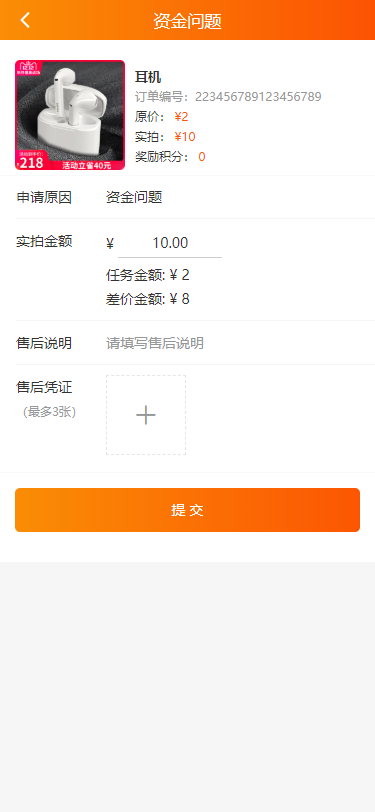 资金问题
耳机
订单编号：223456789123456789
原价： ¥2
实拍： ¥10
奖励积分： 0
218
活动立省40元
申请原因 资金问题
实拍金额 ¥ 10.00
任务金额: ¥ 2
差价金额: ¥ 8
售后说明 请填写售后说明
售后凭证
（最多3张）
提 交